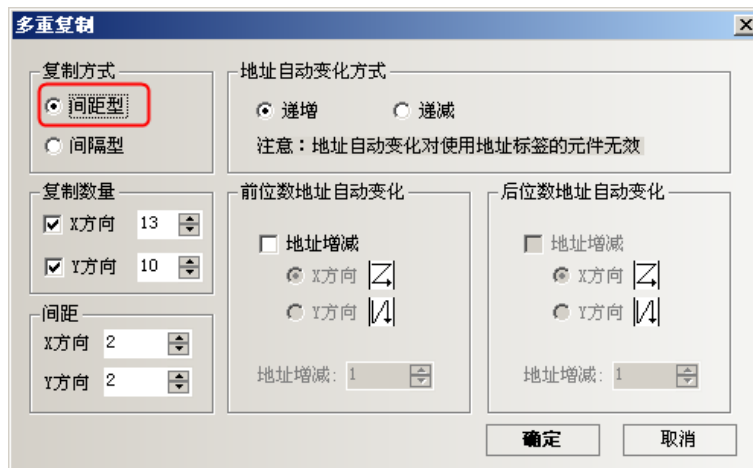 多重复制
复制方式
间距型
间隔型
地址自动变化方式
递增 递减
注意：地址自动变化对使用地址标签的元件无效
复制数量
X方向 13
Y方向 10
间距
X方向 2
Y方向 2
前位数地址自动变化
地址增减
X方向
Y方向
地址增减: 1
后位数地址自动变化
地址增减
X方向
Y方向
地址增减: 1
确定 取消